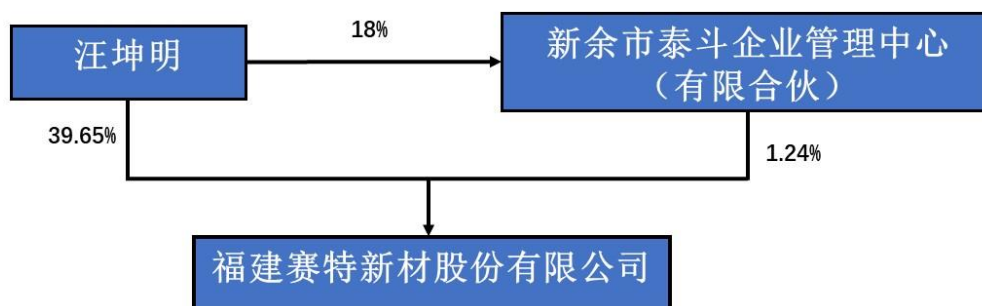 汪坤明
18%
新余市泰斗企业管理中心
（有限合伙）
39.65%
1.24%
福建赛特新材股份有限公司